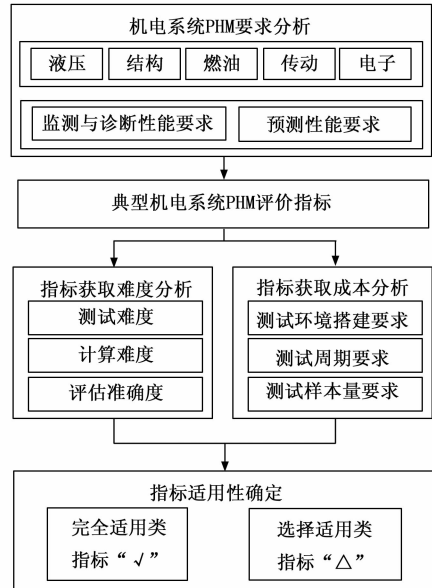 机电系统PHM要求分析
液压 结构 燃油 传动 电子
监测与诊断性能要求 预测性能要求
典型机电系统PHM评价指标
指标获取难度分析
测试难度
计算难度
评估准确度
指标获取成本分析
测试环境搭建要求
测试周期要求
测试样本量要求
指标适用性确定
完全适用类
指标“√”
选择适用类
指标“△”